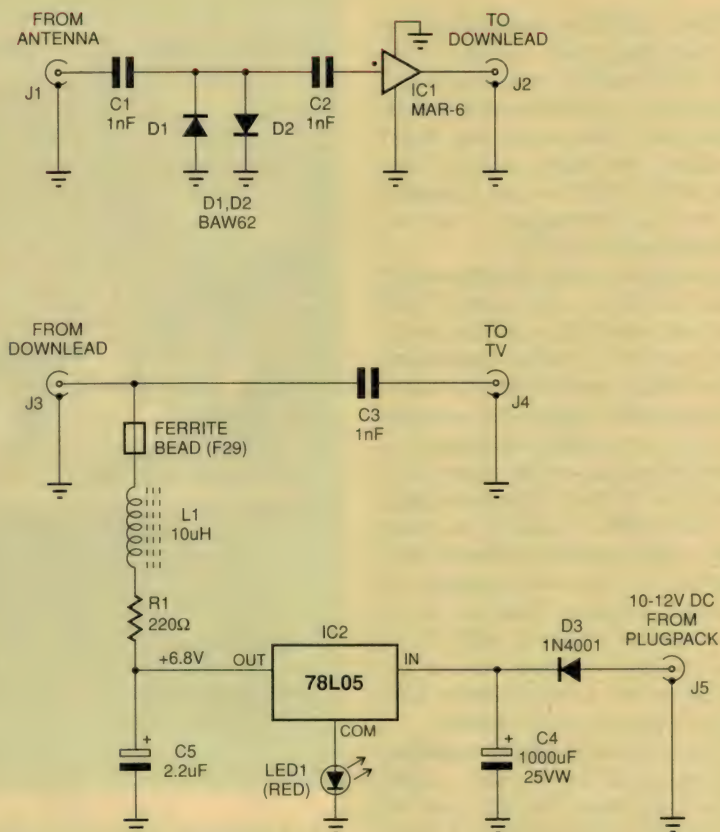 FROM
ANTENNA
TO
DOWNLEAD
J1
C1
1nF
C2
1nF
IC1
MAR-6
J2
D1
D2
D1,D2
BAW62
FROM
DOWNLEAD
TO
TV
J3
J4
C3
1nF
FERRITE
BEAD (F29)
L1
10uH
R1
220Ω
10-12V DC
FROM
PLUGPACK
+6.8V
OUT
IC2
IN
78L05
COM
D3
1N4001
J5
+
C5
2.2uF
LED1
(RED)
+
C4
1000uF
25VW